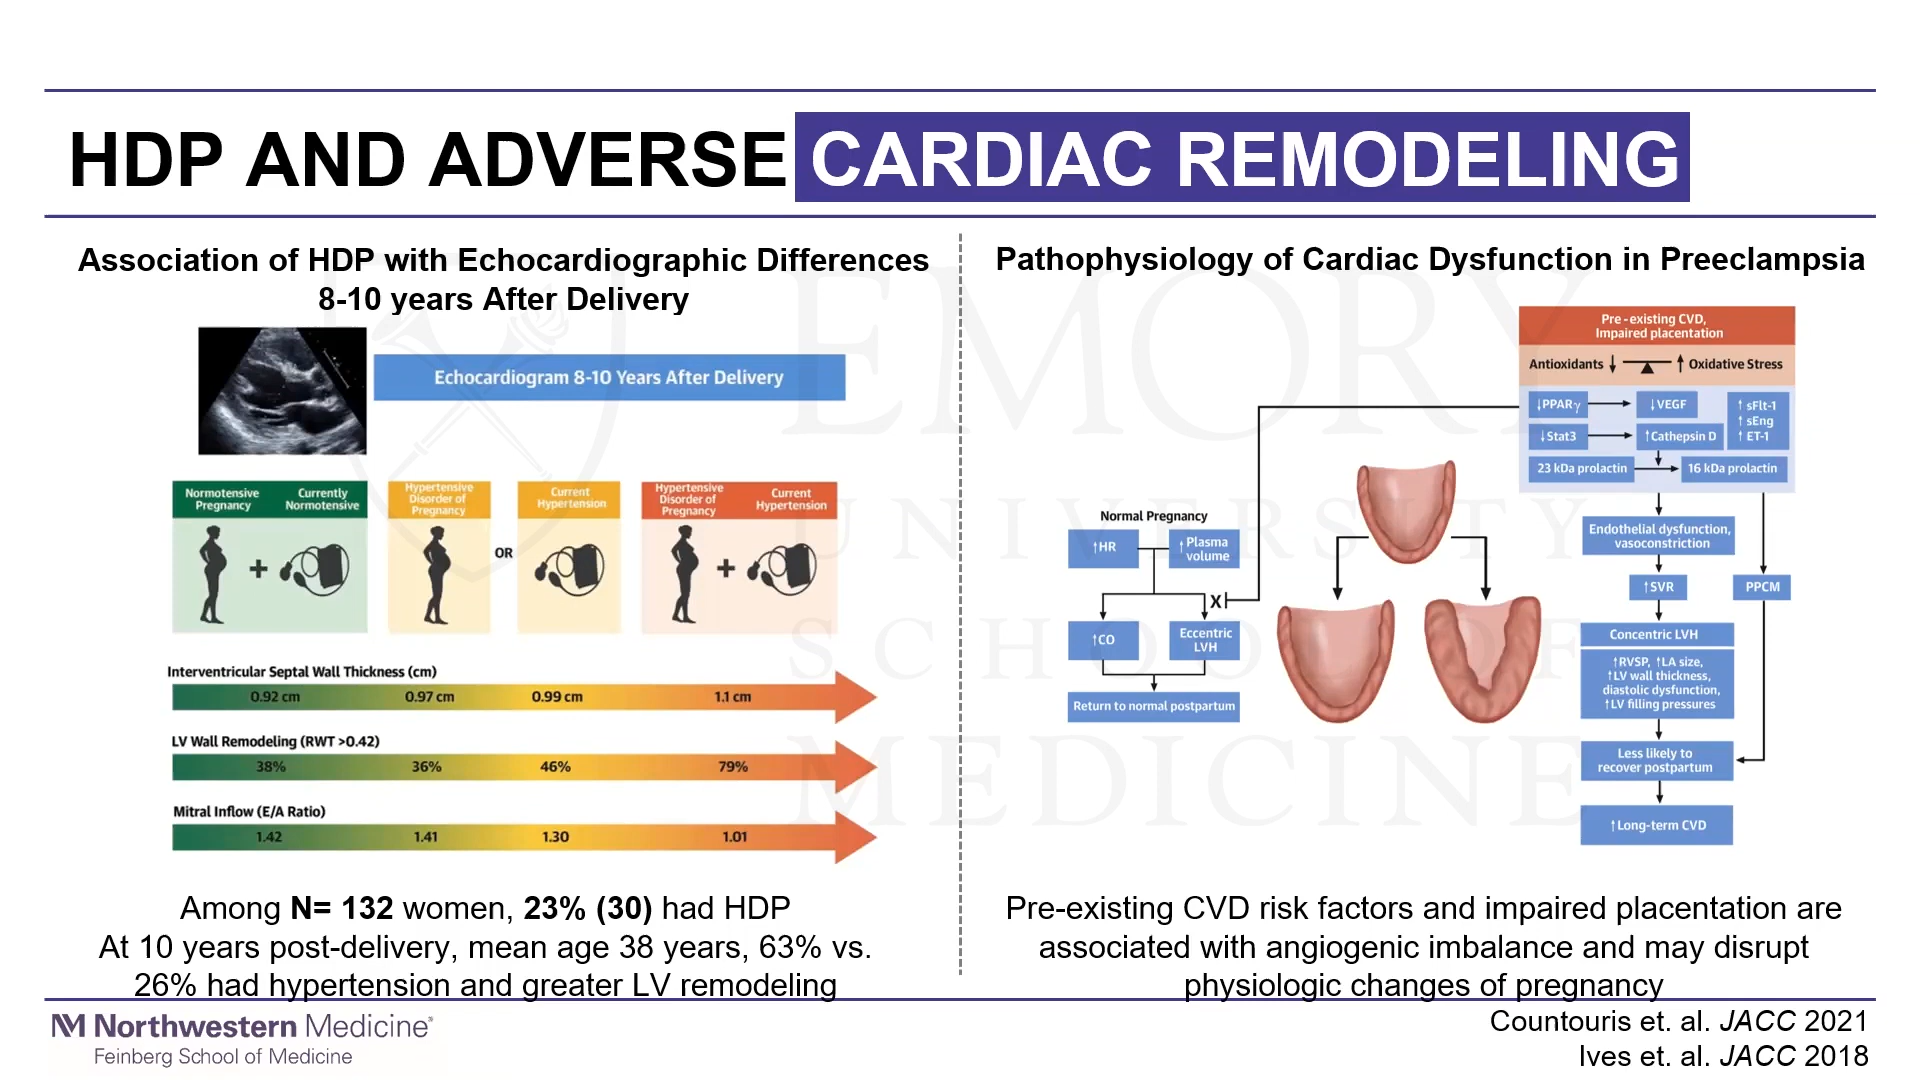 HDP AND ADVERSE CARDIAC REMODELING
Association of HDP with Echocardiographic Differences
8-10 years After Delivery
Echocardiogram 8-10 Years After Delivery
Normotensive
Pregnancy
Currently
Normotensive
+
Hypertensive
Disorder of
Pregnancy
OR
Current
Hypertension
Hypertensive
Disorder of
Pregnancy
Current
Hypertension
+
Interventricular Septal Wall Thickness (cm)
0.92 cm 0.97 cm 0.99 cm 1.1 cm
LV Wall Remodeling (RWT >0.42)
38% 36% 46% 79%
Mitral Inflow (E/A Ratio)
1.42 1.41 1.30 1.01
Among N= 132 women, 23% (30) had HDP
At 10 years post-delivery, mean age 38 years, 63% vs.
26% had hypertension and greater LV remodeling
Pathophysiology of Cardiac Dysfunction in Preeclampsia
Pre-existing CVD,
Impaired placentation
Antioxidants ↓ ↑ Oxidative Stress
↓PPARγ
↓VEGF
↑ sFlt-1
↑ sEng
↑ ET-1
↓Stat3
↑Cathepsin D
23 kDa prolactin
16 kDa prolactin
Normal Pregnancy
↑HR
↑ Plasma
volume
X
↑CO
Eccentric
LVH
Return to normal postpartum
Endothelial dysfunction,
vasoconstriction
↑SVR
PPCM
Concentric LVH
↑RVSP, ↑LA size,
↑LV wall thickness,
diastolic dysfunction,
↑LV filling pressures
Less likely to
recover postpartum
↑Long-term CVD
Pre-existing CVD risk factors and impaired placentation are
associated with angiogenic imbalance and may disrupt
physiologic changes of pregnancy
EMORY
UNIVERSITY
SCHOOL OF
MEDICINE
Northwestern Medicine®
Feinberg School of Medicine
Countouris et. al. JACC 2021
Ives et. al. JACC 2018